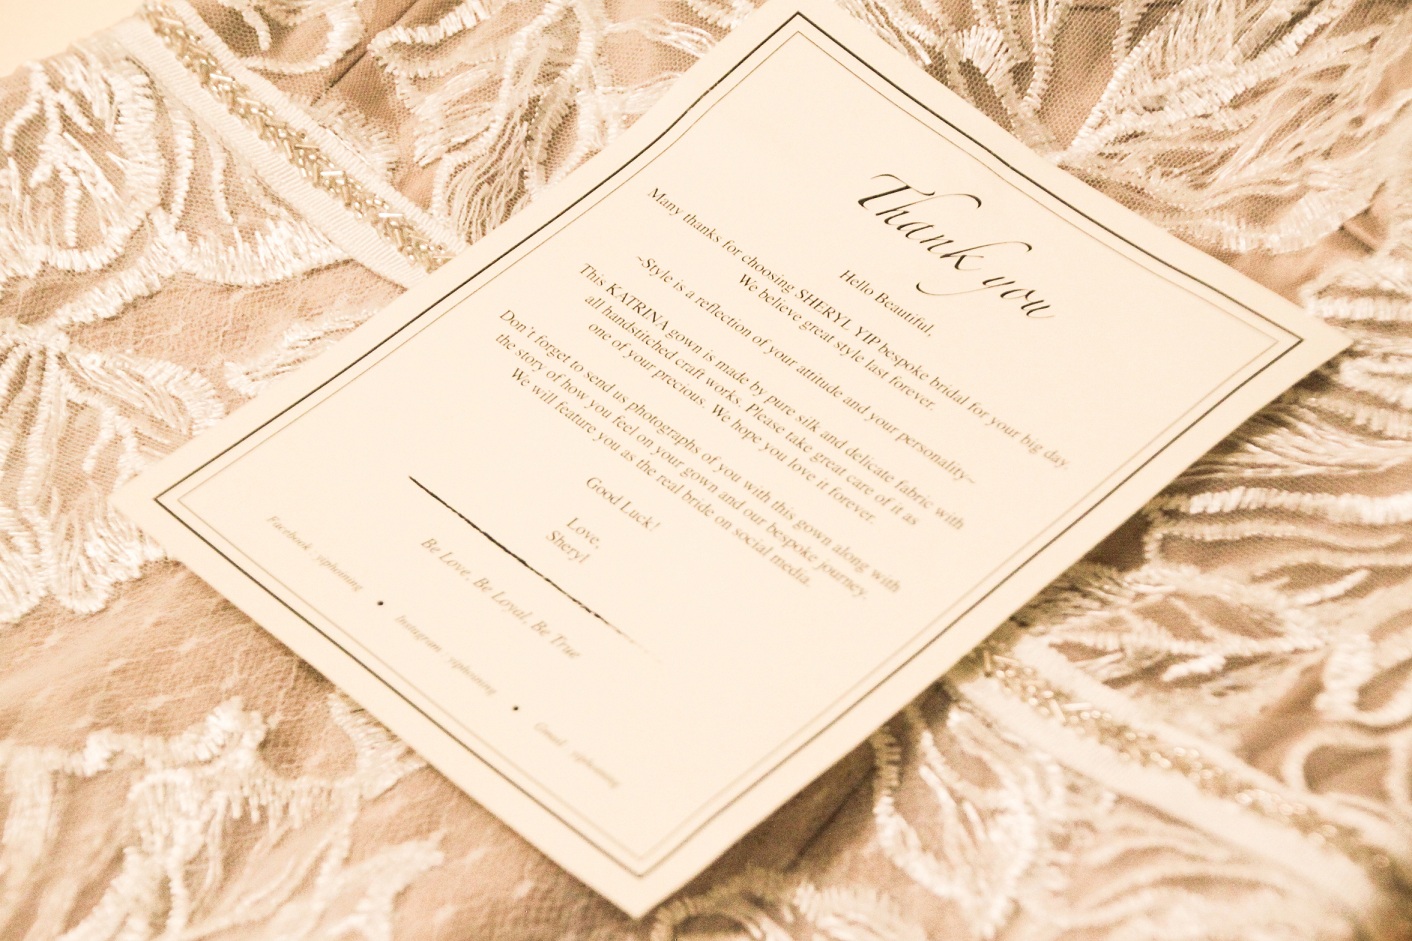 Thank you
Hello Beautiful,
Many thanks for choosing SHERYL YIP bespoke bridal for your big day.
We believe great style last forever.
~Style is a reflection of your attitude and your personality~
This KATRINA gown is made by pure silk and delicate fabric with
all handstitched craft works. Please take great care of it as
one of your precious. We hope you love it forever.
Don't forget to send us photographs of you with this gown along with
the story of how you feel on your gown and our bespoke journey.
We will feature you as the real bride on social media.
Good Luck!
Love,
Sheryl
Be Love, Be Loyal, Be True
Facebook : yiphoming • Instagram : yiphoming • Gmail : yiphoming